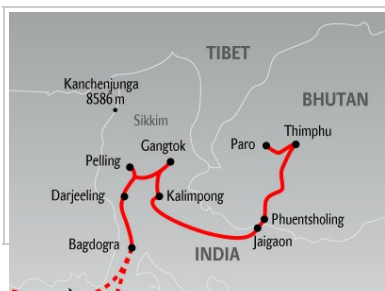 TIBET
Kanchenjunga
8586 m
BHUTAN
Sikkim
Thimphu
Gangtok
Paro
Pelling
Darjeeling
Kalimpong
Phuentsholing
Jaigaon
Bagdogra
INDIA